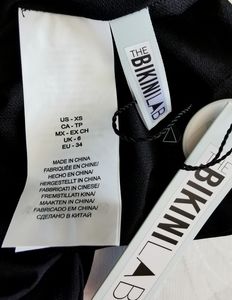 US - XS
CA - TP
MX - EX CH
UK - 6
EU - 34
MADE IN CHINA
FABRIQUÉ EN CHINE/
HECHO EN CHINA/
HERGESTELLT IN CHINA/
FABBRICATI IN CINESE/
FREMSTILLATI KINA/
MAAKTEN IN CHINA/
FABRICADO EM CHINA/
СДЕЛАНО В КИТАЙ
THE
BIKINI LAB
THE
BIKINI LAB